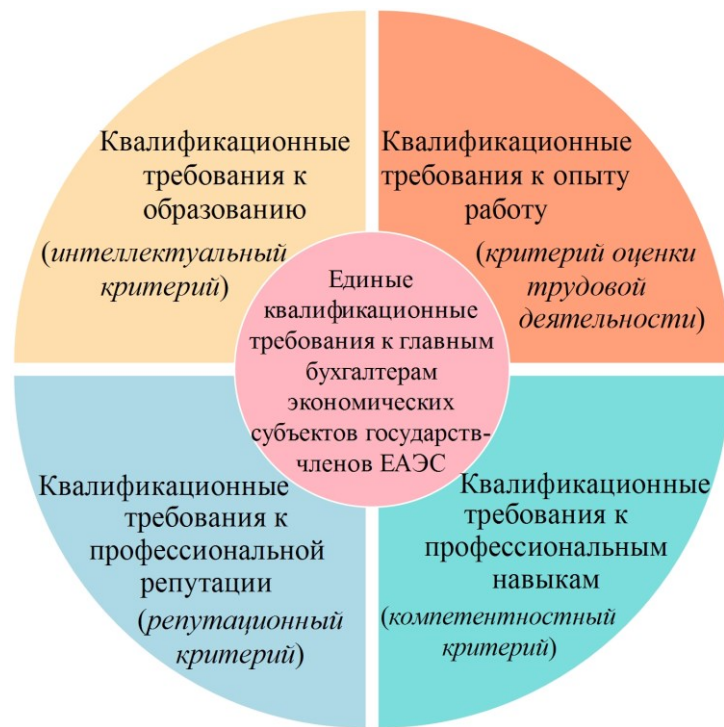 Квалификационные
требования к
образованию
(интеллектуальный
критерий)
Квалификационные
требования к опыту
работу
(критерий оценки
трудовой
деятельности)
Единые
квалификационные
требования к главным
бухгалтерам
экономических
субъектов государств-
членов ЕАЭС
Квалификационные
требования к
профессиональной
репутации
(репутационный
критерий)
Квалификационные
требования к
профессиональным
навыкам
(компетентностный
критерий)